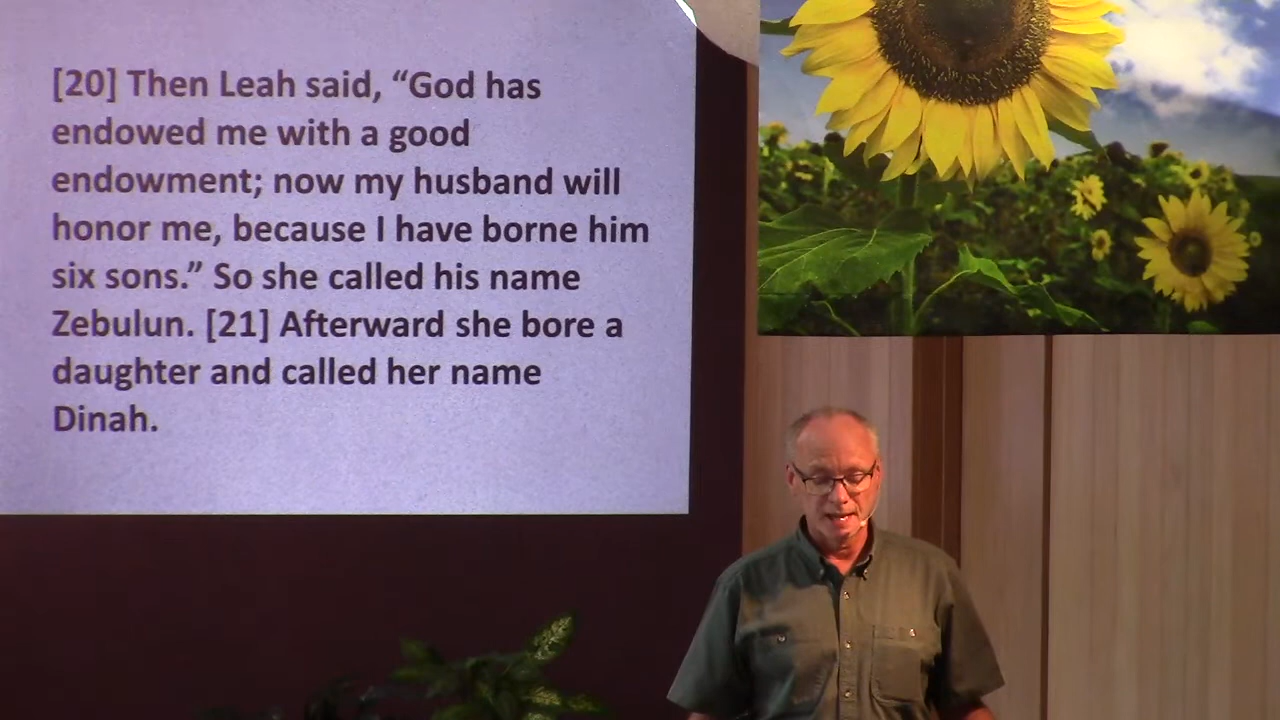 [20] Then Leah said, “God has
endowed me with a good
endowment; now my husband will
honor me, because I have borne him
six sons.” So she called his name
Zebulun. [21] Afterward she bore a
daughter and called her name
Dinah.